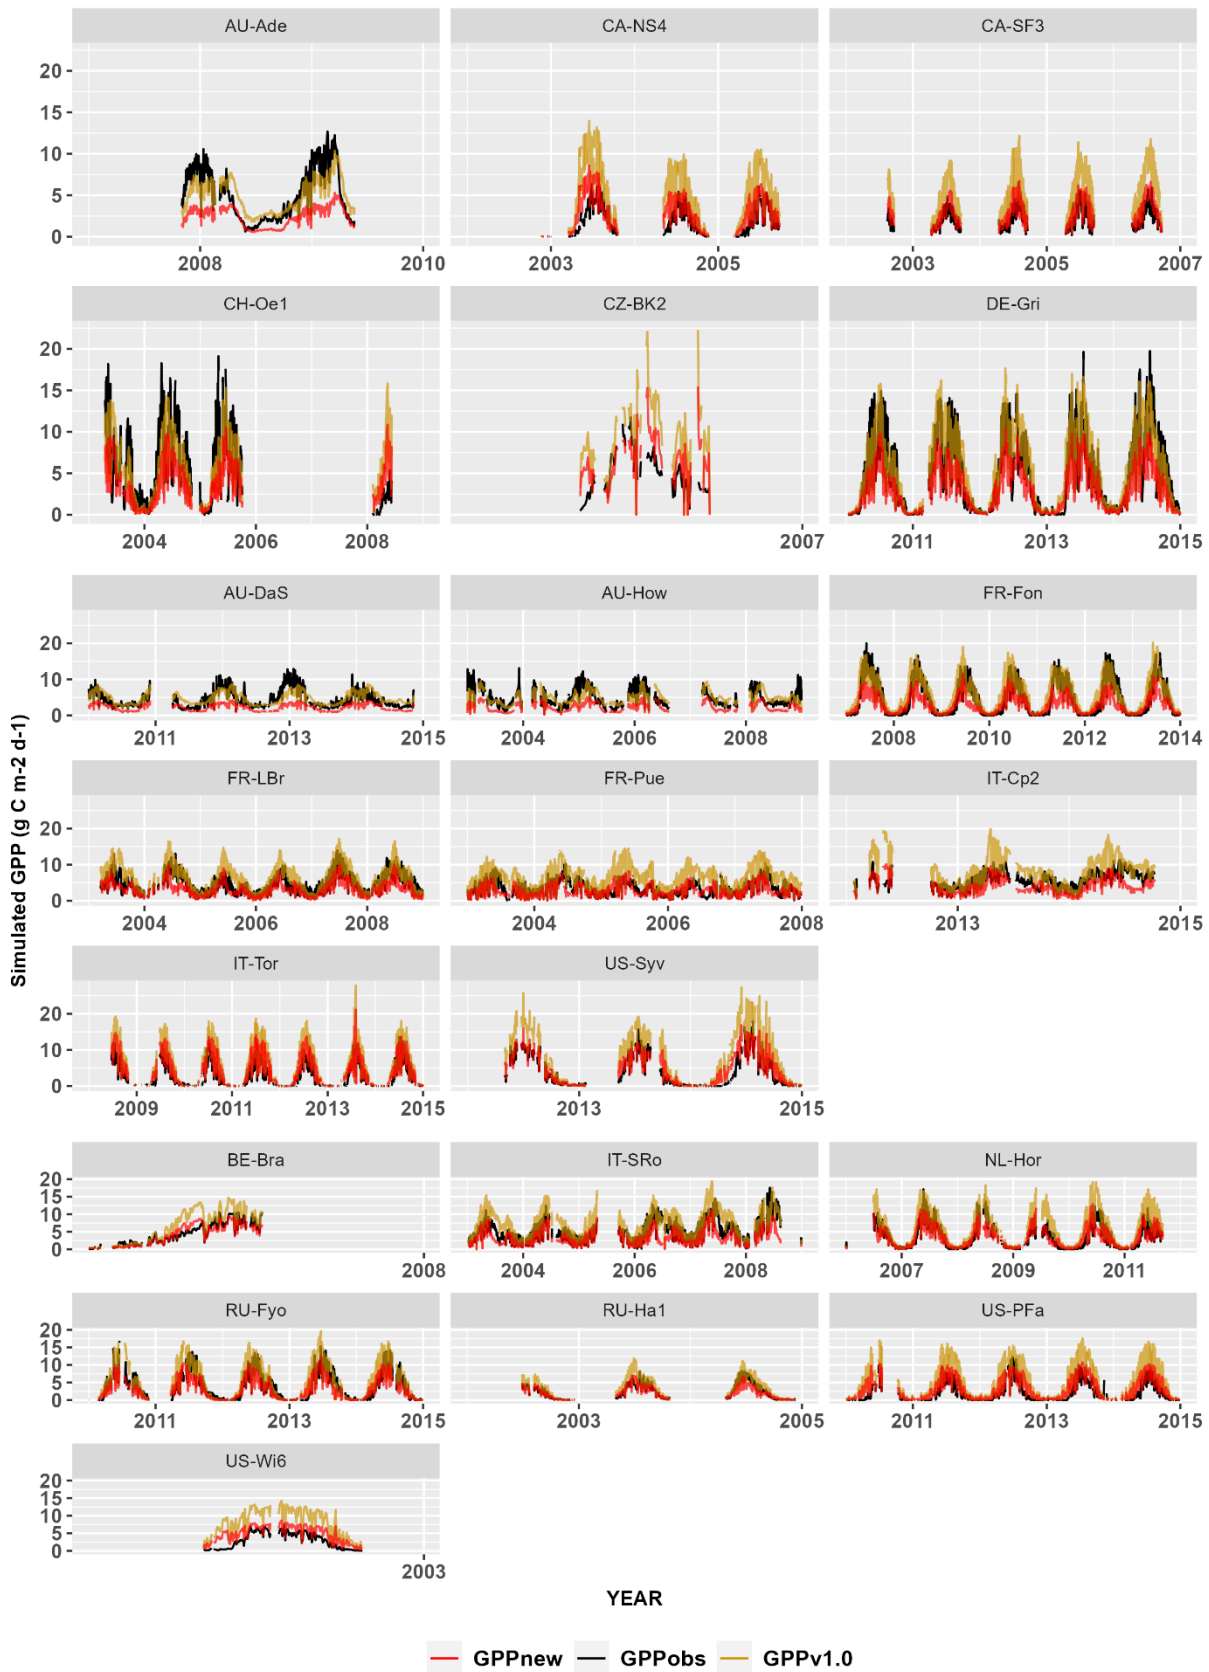 AU-Ade CA-NS4 CA-SF3
20
15
10
5
0
2008 2010 2003 2005 2003 2005 2007
CH-Oe1 CZ-BK2 DE-Gri
20
15
10
5
0
2004 2006 2008 2007 2011 2013 2015
AU-DaS AU-How FR-Fon
20
10
0
2011 2013 2015 2004 2006 2008 2008 2010 2012 2014
FR-LBr FR-Pue IT-Cp2
20
10
0
2004 2006 2008 2004 2006 2008 2013 2015
Simulated GPP (g C m-2 d-1)
IT-Tor US-Syv
20
10
0
2009 2011 2013 2015 2013 2015
BE-Bra IT-SRo NL-Hor
20
15
10
5
0
2008 2004 2006 2008 2007 2009 2011
RU-Fyo RU-Ha1 US-PFa
20
15
10
5
0
2011 2013 2015 2003 2005 2011 2013 2015
US-Wi6
20
15
10
5
0
2003
YEAR
GPPnew GPPobs GPPv1.0